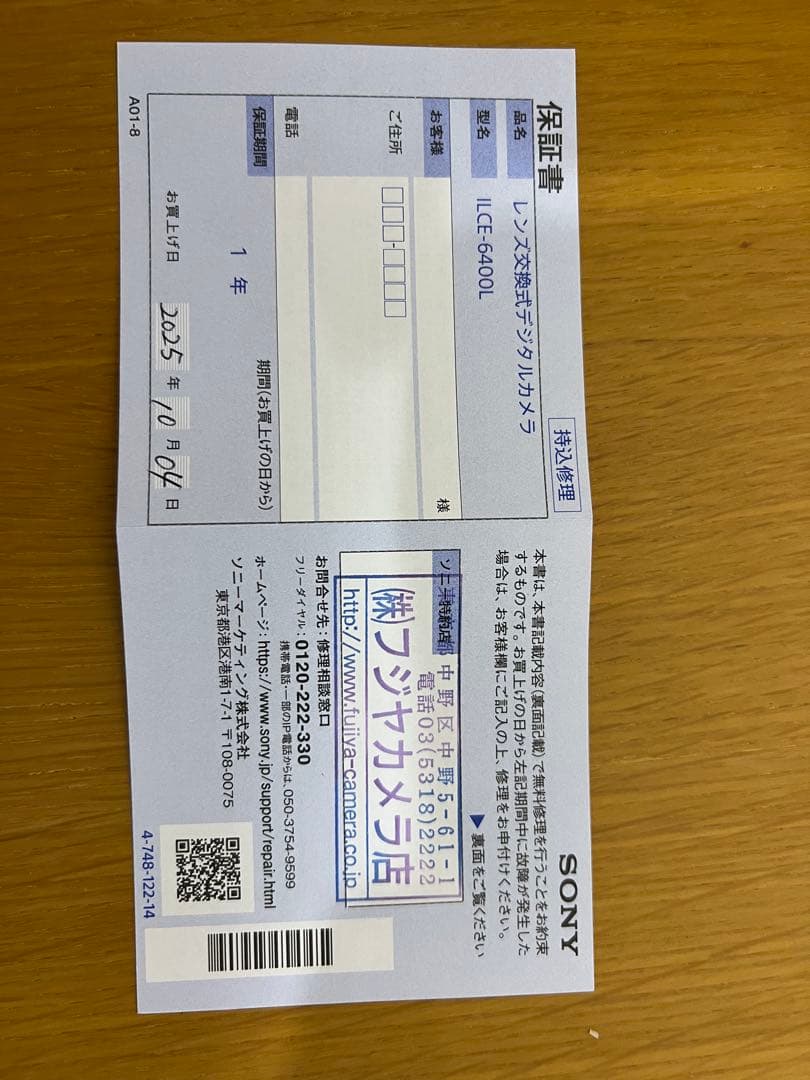 保証書
持込修理
SONY
品名 レンズ交換式デジタルカメラ
型名 ILCE-6400L
お客様 様
ご住所 □□□-□□□□
電話
保証期間 1 年 期間(お買上げの日から)
お買上げ日 2025 年 10 月 04 日
A01-8
本書は、本書記載内容(裏面記載)で無料修理を行うことをお約束
するものです。お買上げの日から左記期間中に故障が発生した
場合は、お客様欄にご記入の上、修理をお申付けください。
▶裏面をご覧ください
ソニー特約店
中野区中野5-61-1
電話03(5318)2222
(株)フジヤカメラ店
http://www.fujiya-camera.co.jp
お問合せ先:修理相談窓口
フリーダイヤル:0120-222-330
携帯電話・一部のIP電話からは、050-3754-9599
ホームページ:https://www.sony.jp/support/repair.html
ソニーマーケティング株式会社
東京都港区港南1-7-1 〒108-0075
4-748-122-14